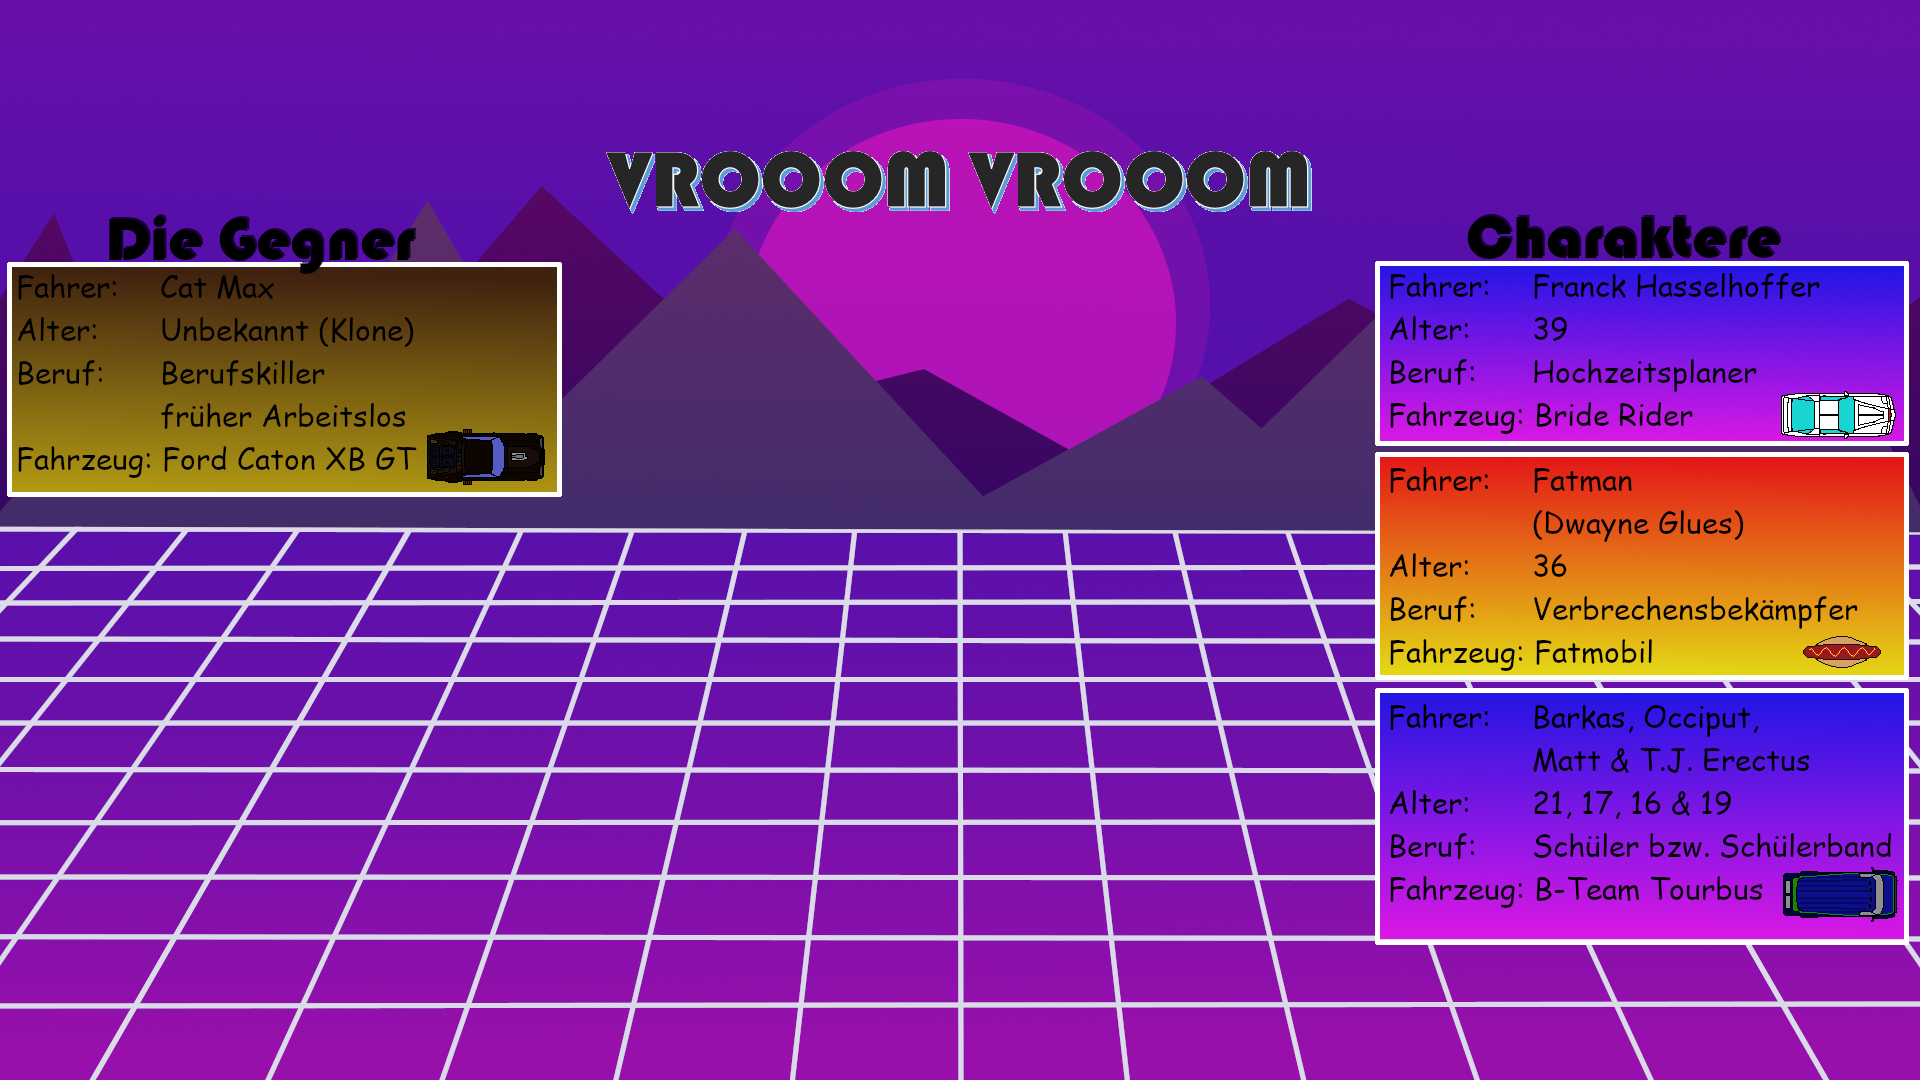 VROOOM VROOOM
Die Gegner
Fahrer: Cat Max
Alter: Unbekannt (Klone)
Beruf: Berufskiller
früher Arbeitslos
Fahrzeug: Ford Caton XB GT
Charaktere
Fahrer: Franck Hasselhoffer
Alter: 39
Beruf: Hochzeitsplaner
Fahrzeug: Bride Rider
Fahrer: Fatman
(Dwayne Glues)
Alter: 36
Beruf: Verbrechensbekämpfer
Fahrzeug: Fatmobil
Fahrer: Barkas, Occiput,
Matt & T.J. Erectus
Alter: 21, 17, 16 & 19
Beruf: Schüler bzw. Schülerband
Fahrzeug: B-Team Tourbus